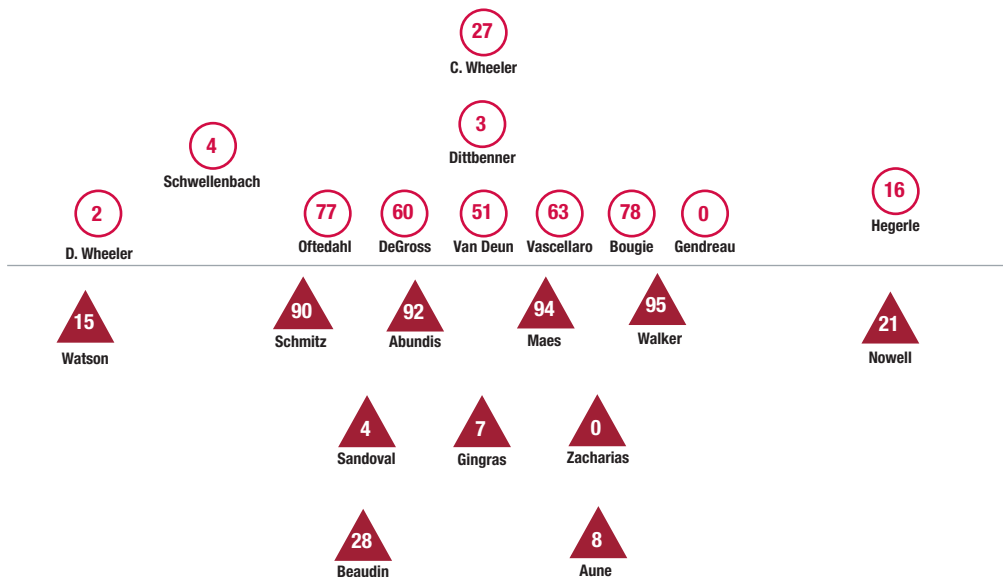 27
C. Wheeler
3
Dittbenner
4
Schwellenbach
16
Hegerle
2 77 60 51 63 78 0
D. Wheeler Oftedahl DeGross Van Deun Vascellaro Bougie Gendreau
15 90 92 94 95 21
Watson Schmitz Abundis Maes Walker Nowell
4 7 0
Sandoval Gingras Zacharias
28 8
Beaudin Aune